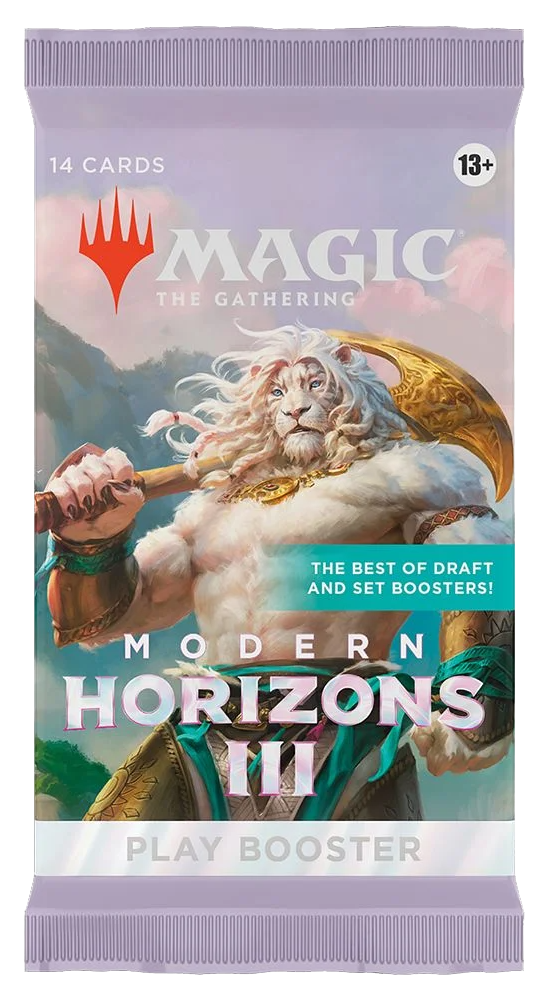 14 CARDS
13+
MAGIC®
THE GATHERING
THE BEST OF DRAFT
AND SET BOOSTERS!
MODERN
HORIZONS
III
PLAY BOOSTER